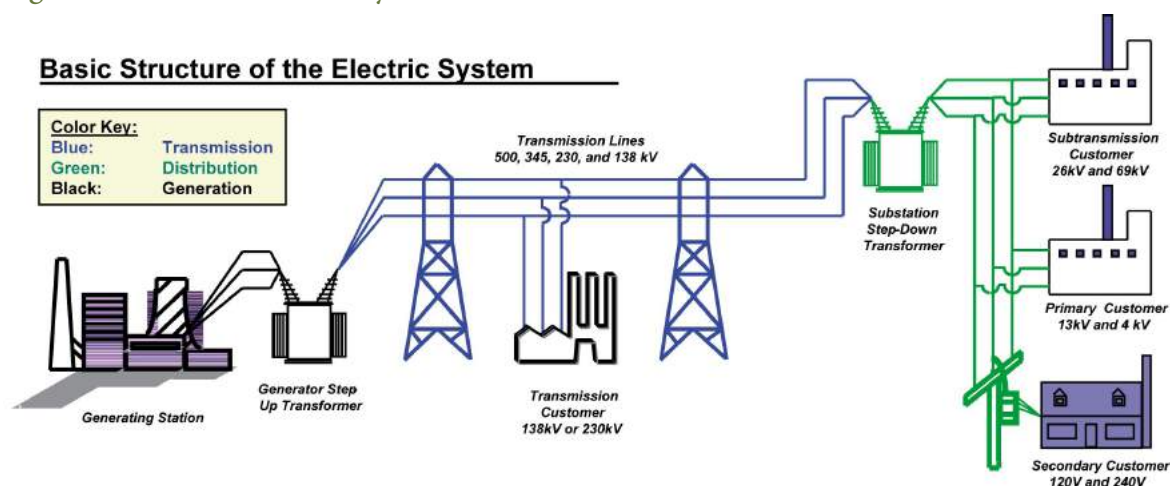 Basic Structure of the Electric System
Color Key:
Blue: Transmission
Green: Distribution
Black: Generation
Transmission Lines
500, 345, 230, and 138 kV
Subtransmission
Customer
26kV and 69kV
Substation
Step-Down
Transformer
Primary Customer
13kV and 4 kV
Generating Station
Generator Step
Up Transformer
Transmission
Customer
138kV or 230kV
Secondary Customer
120V and 240V